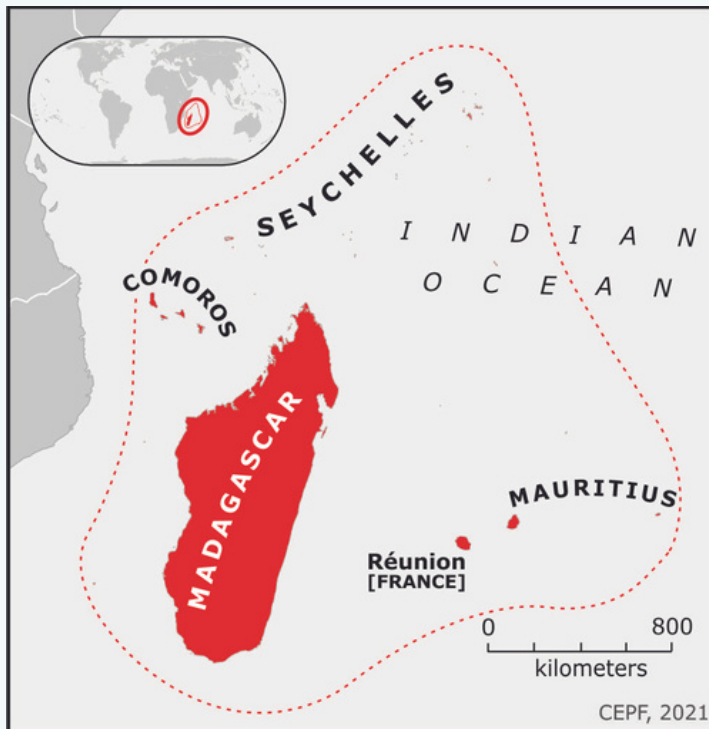 SEYCHELLES
INDIAN
OCEAN
COMOROS
MADAGASCAR
MAURITIUS
Réunion
[FRANCE]
0 800
kilometers
CEPF, 2021